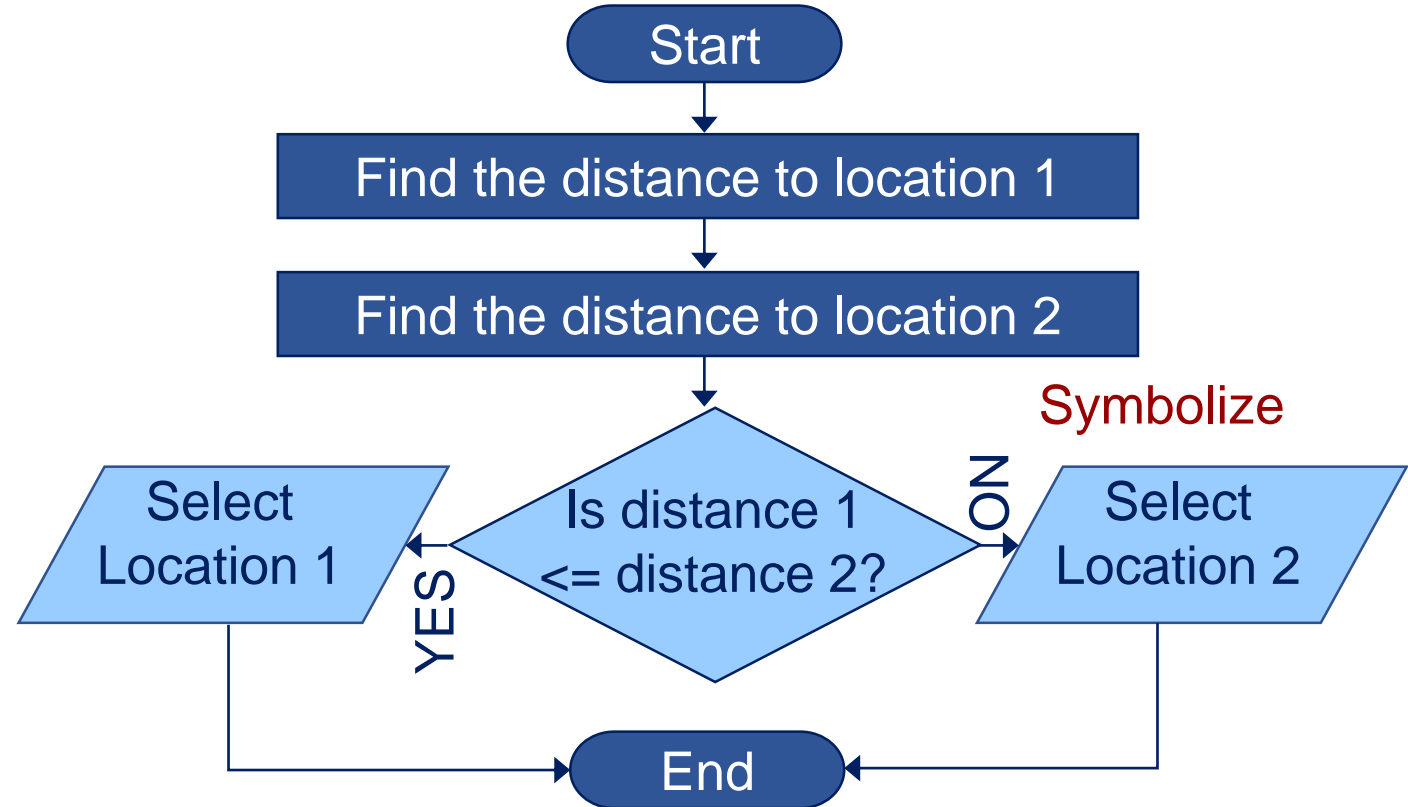 Start
Find the distance to location 1
Find the distance to location 2
Symbolize
Select
Location 1
YES
Is distance 1
<= distance 2?
NO
Select
Location 2
End